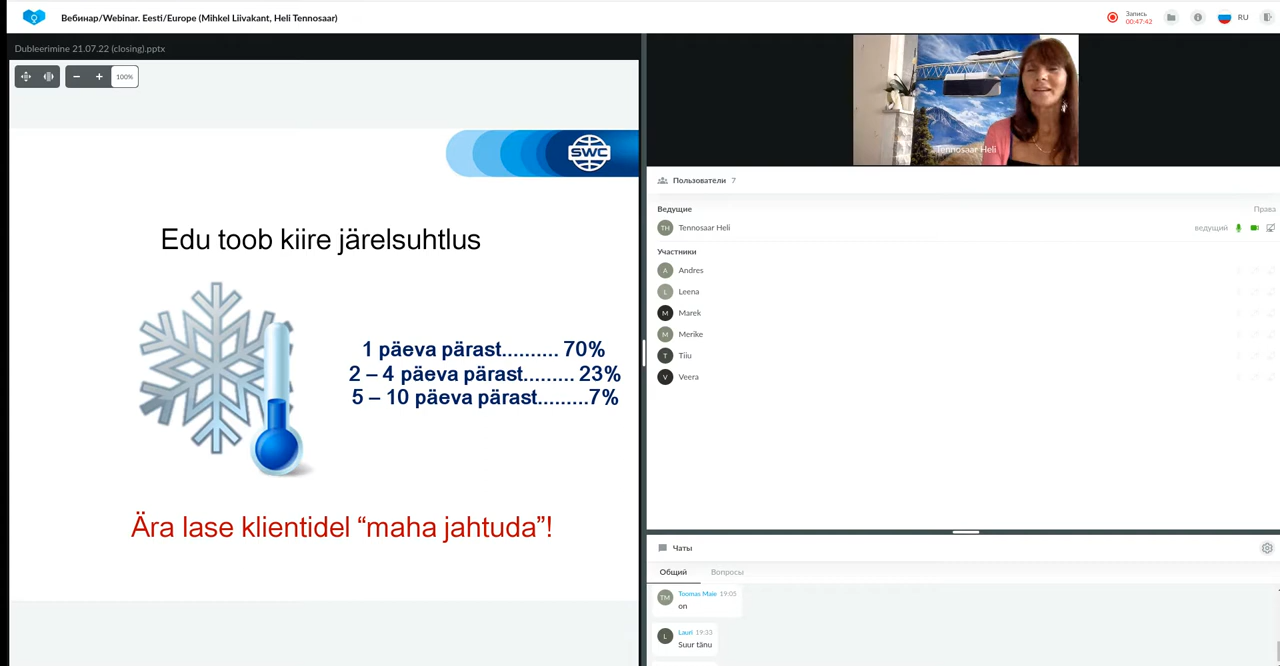 Вебинар/Webinar. Eesti/Europe (Mihkel Liivakant, Heli Tennosaar)
Запись
00:47:42
RU
Dubleerimine 21.07.22 (closing).pptx
100%
SWC
Edu toob kiire järelsuhtlus
1 päeva pärast.......... 70%
2 – 4 päeva pärast......... 23%
5 – 10 päeva pärast.........7%
Ära lase klientidel “maha jahtuda”!
Tennosaar Heli
Пользователи 7
Ведущие Права
TH Tennosaar Heli ведущий
Участники
A Andres
L Leena
M Marek
M Merike
T Tiiu
V Veera
Чаты
Общий Вопросы
TM Toomas Maie 19:05
on
L Lauri 19:33
Suur tänu